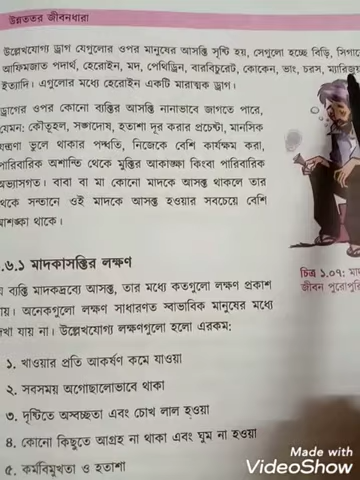 উন্নততর জীবনধারা
উল্লেখযোগ্য ড্রাগ যেগুলোর ওপর মানুষের আসক্তি সৃষ্টি হয়, সেগুলো হচ্ছে বিড়ি, সিগারে
আফিমজাত পদার্থ, হেরোইন, মদ, পেথিড্রিন, বারবিচুরেট, কোকেন, ভাং, চরস, ম্যারিজুয়
ইত্যাদি। এগুলোর মধ্যে হেরোইন একটি মারাত্মক ড্রাগ।
ড্রাগের ওপর কোনো ব্যক্তির আসক্তি নানাভাবে জাগতে পারে,
যেমন: কৌতূহল, সঙ্গদোষ, হতাশা দূর করার প্রচেষ্টা, মানসিক
যন্ত্রণা ভুলে থাকার পদ্ধতি, নিজেকে বেশি কার্যক্ষম করা,
পারিবারিক অশান্তি থেকে মুক্তির আকাঙ্ক্ষা কিংবা পারিবারিক
অভ্যাসগত। বাবা বা মা কোনো মাদকে আসক্ত থাকলে তার
থেকে সন্তানে ওই মাদকে আসক্ত হওয়ার সবচেয়ে বেশি
আশঙ্কা থাকে।
.৬.১ মাদকাসক্তির লক্ষণ
য ব্যক্তি মাদকদ্রব্যে আসক্ত, তার মধ্যে কতগুলো লক্ষণ প্রকাশ
পায়। অনেকগুলো লক্ষণ সাধারণত স্বাভাবিক মানুষের মধ্যে
দখা যায় না। উল্লেখযোগ্য লক্ষণগুলো হলো এরকম:
চিত্র ১.০৭: মা
জীবন পুরোপুরি
১. খাওয়ার প্রতি আকর্ষণ কমে যাওয়া
২. সবসময় অগোছালোভাবে থাকা
৩. দৃষ্টিতে অস্বচ্ছতা এবং চোখ লাল হওয়া
৪. কোনো কিছুতে আগ্রহ না থাকা এবং ঘুম না হওয়া
৫. কর্মবিমুখতা ও হতাশা
Made with
VideoShow